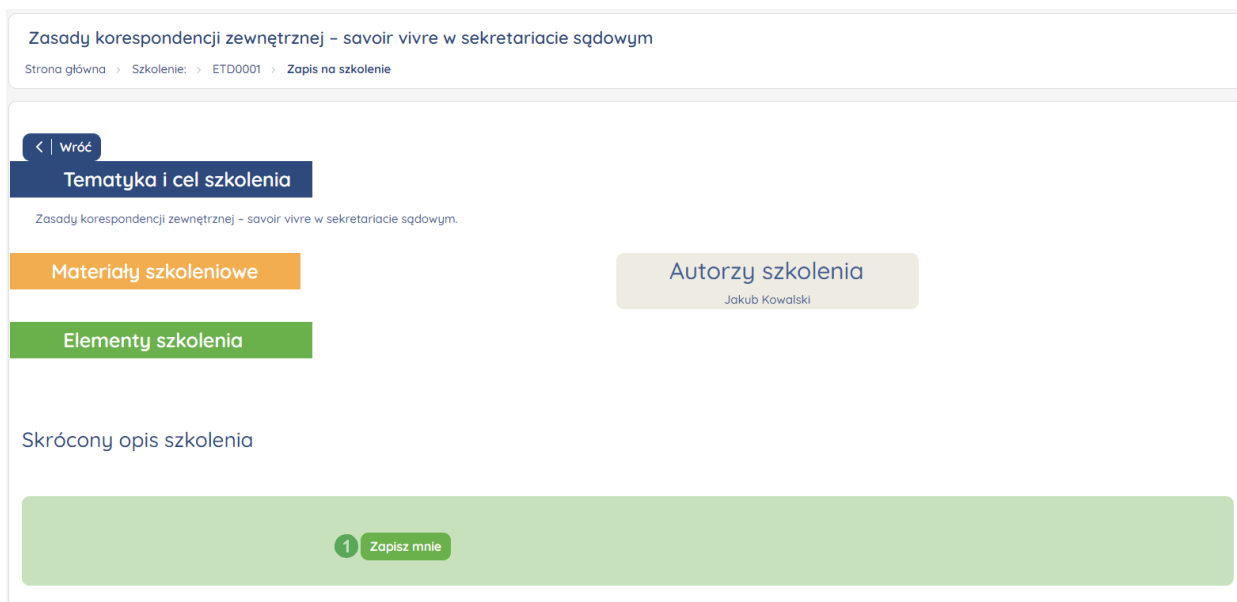 Zasady korespondencji zewnętrznej – savoir vivre w sekretariacie sądowym
Strona główna > Szkolenie: > ETD0001 > Zapis na szkolenie
< | Wróć
Tematyka i cel szkolenia
Zasady korespondencji zewnętrznej – savoir vivre w sekretariacie sądowym.
Materiały szkoleniowe
Autorzy szkolenia
Jakub Kowalski
Elementy szkolenia
Skrócony opis szkolenia
1 Zapisz mnie